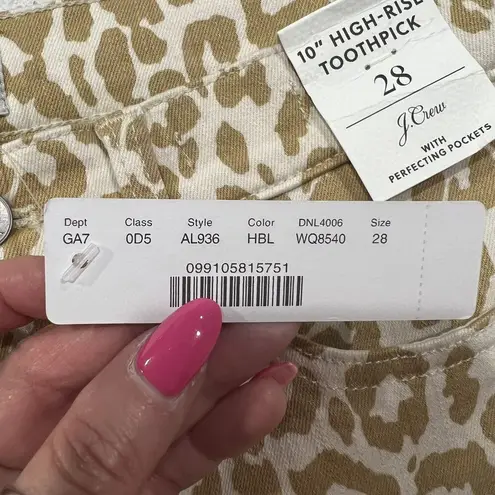 10" HIGH-RISE
TOOTHPICK
28
J.Crew
WITH
PERFECTING POCKETS
Dept Class Style Color DNL4006 Size
GA7 0D5 AL936 HBL WQ8540 28
099105815751